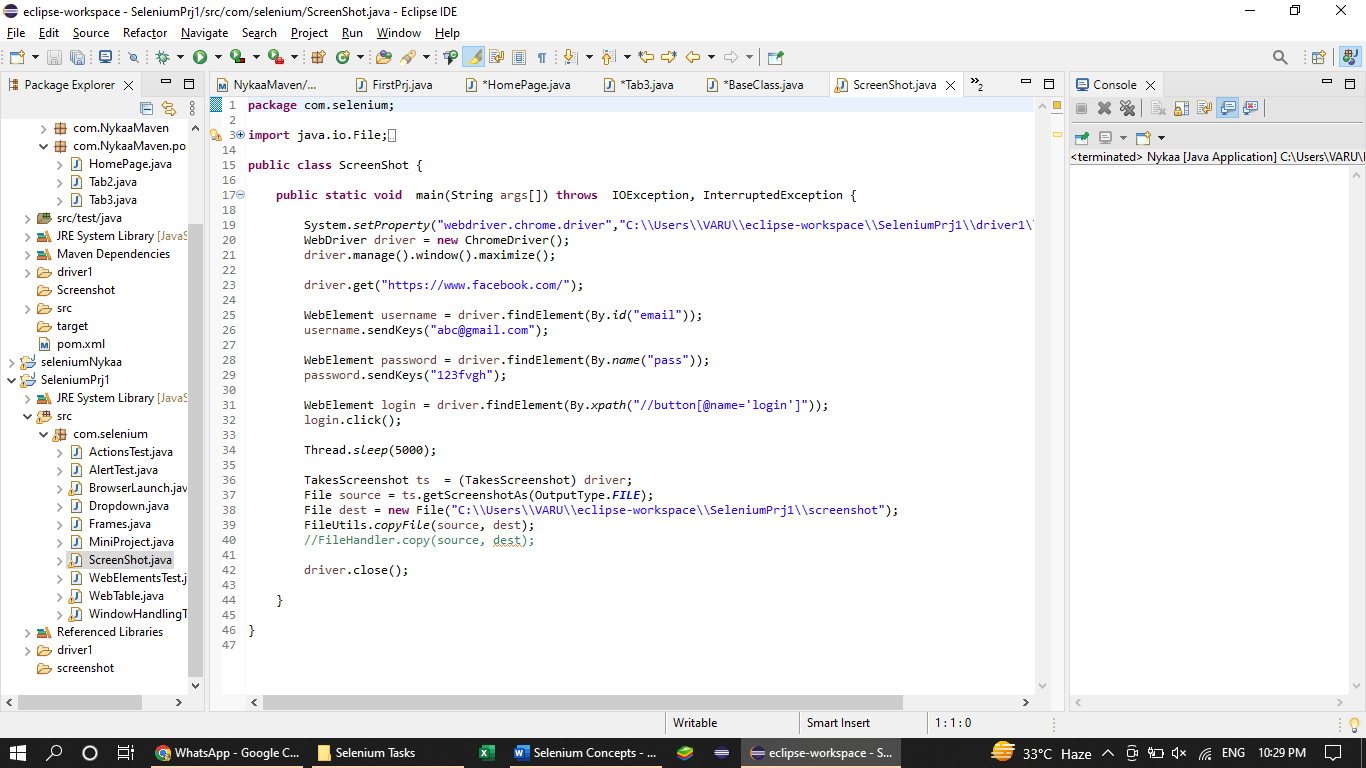 eclipse-workspace - SeleniumPrj1/src/com/selenium/ScreenShot.java - Eclipse IDE
File Edit Source Refactor Navigate Search Project Run Window Help
Package Explorer
com.NykaaMaven
com.NykaaMaven.po
HomePage.java
Tab2.java
Tab3.java
src/test/java
JRE System Library [JavaS
Maven Dependencies
driver1
Screenshot
src
target
pom.xml
seleniumNykaa
SeleniumPrj1
JRE System Library [JavaS
src
com.selenium
ActionsTest.java
AlertTest.java
BrowserLaunch.jav
Dropdown.java
Frames.java
MiniProject.java
ScreenShot.java
WebElementsTest.j
WebTable.java
WindowHandlingT
Referenced Libraries
driver1
screenshot
NykaaMaven/... FirstPrj.java *HomePage.java *Tab3.java *BaseClass.java ScreenShot.java 2
1 package com.selenium;
2
3 import java.io.File;
14
15 public class ScreenShot {
16
17 public static void  main(String args[]) throws  IOException, InterruptedException {
18
19 System.setProperty("webdriver.chrome.driver","C:\\Users\\VARU\\eclipse-workspace\\SeleniumPrj1\\driver1\
20 WebDriver driver = new ChromeDriver();
21 driver.manage().window().maximize();
22
23 driver.get("https://www.facebook.com/");
24
25 WebElement username = driver.findElement(By.id("email"));
26 username.sendKeys("abc@gmail.com");
27
28 WebElement password = driver.findElement(By.name("pass"));
29 password.sendKeys("123fvgh");
30
31 WebElement login = driver.findElement(By.xpath("//button[@name='login']"));
32 login.click();
33
34 Thread.sleep(5000);
35
36 TakesScreenshot ts  = (TakesScreenshot) driver;
37 File source = ts.getScreenshotAs(OutputType.FILE);
38 File dest = new File("C:\\Users\\VARU\\eclipse-workspace\\SeleniumPrj1\\screenshot");
39 FileUtils.copyFile(source, dest);
40 //FileHandler.copy(source, dest);
41
42 driver.close();
43
44 }
45
46 }
47
Console
<terminated> Nykaa [Java Application] C:\Users\VARU\
Writable Smart Insert 1 : 1 : 0
WhatsApp - Google C... Selenium Tasks Selenium Concepts - ... eclipse-workspace - S... 33°C Haze ENG 10:29 PM